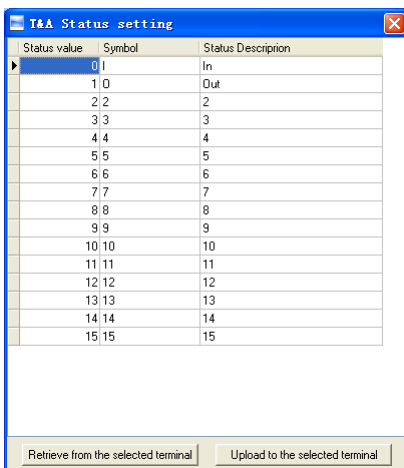 T&A Status setting
Status value Symbol Status Descriprion
0 I In
1 O Out
2 2 2
3 3 3
4 4 4
5 5 5
6 6 6
7 7 7
8 8 8
9 9 9
10 10 10
11 11 11
12 12 12
13 13 13
14 14 14
15 15 15
Retrieve from the selected terminal Upload to the selected terminal